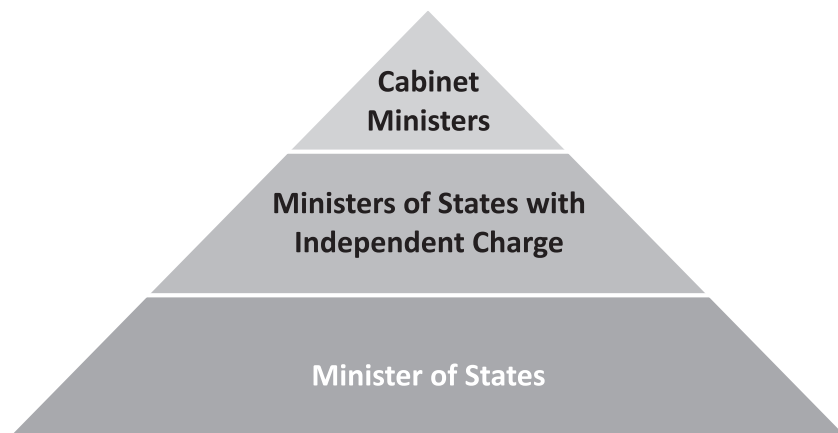 Cabinet
Ministers
Ministers of States with
Independent Charge
Minister of States